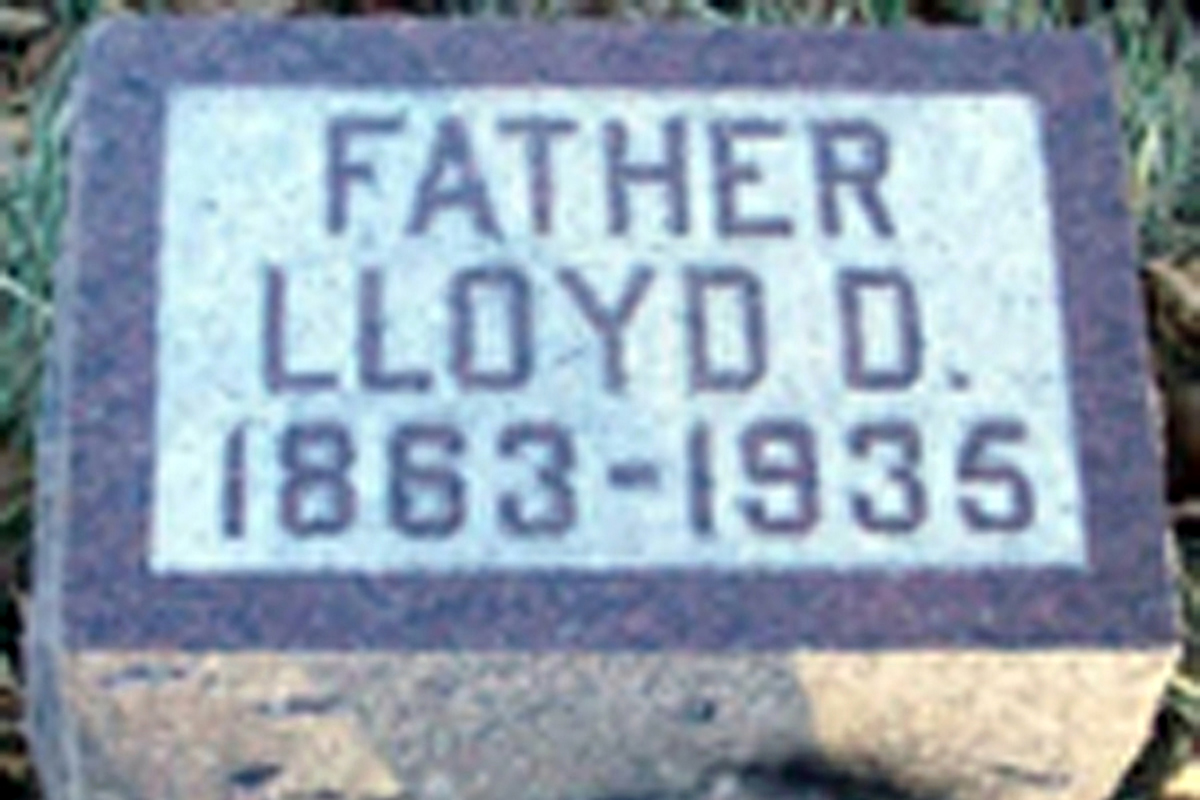 FATHER
LLOYD D.
1863-1935